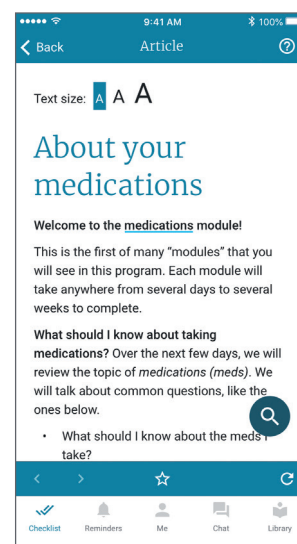 9:41 AM 100%
Back Article ?
Text size: A A A
About your
medications
Welcome to the medications module!
This is the first of many “modules” that you
will see in this program. Each module will
take anywhere from several days to several
weeks to complete.
What should I know about taking
medications? Over the next few days, we will
review the topic of medications (meds). We
will talk about common questions, like the
ones below.
• What should I know about the meds I
take?
Checklist Reminders Me Chat Library